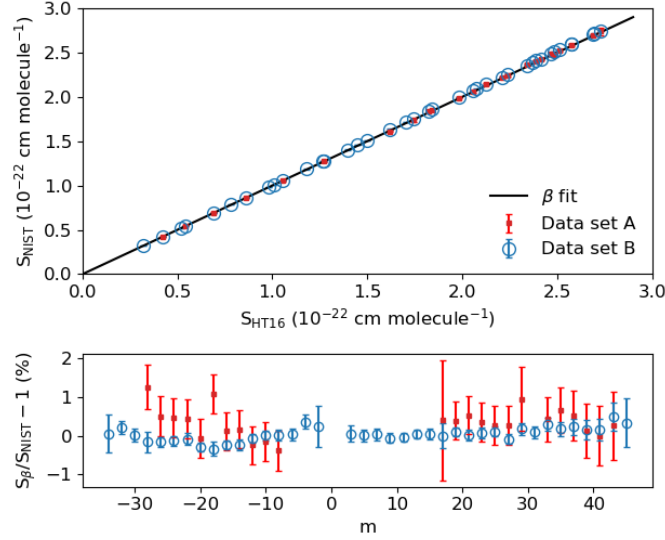 3.0
2.5
2.0
1.5
1.0
0.5
0.0
S_NIST (10⁻²² cm molecule⁻¹)
β fit
Data set A
Data set B
0.0 0.5 1.0 1.5 2.0 2.5 3.0
S_HT16 (10⁻²² cm molecule⁻¹)
2
1
0
−1
S_β/S_NIST − 1 (%)
−30 −20 −10 0 10 20 30 40
m